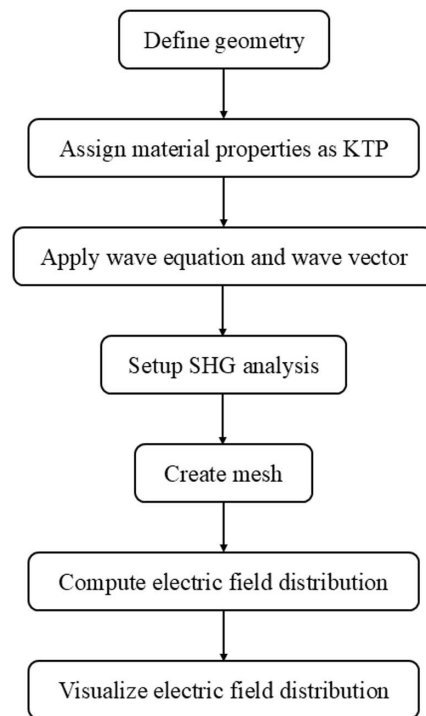 Define geometry
Assign material properties as KTP
Apply wave equation and wave vector
Setup SHG analysis
Create mesh
Compute electric field distribution
Visualize electric field distribution